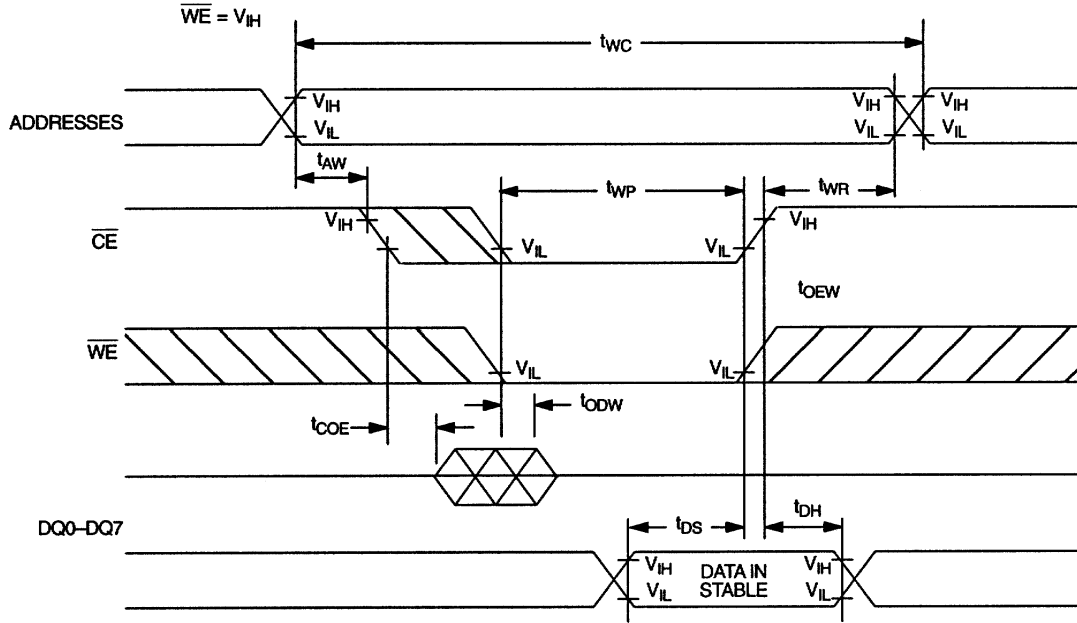 WE = VIH
tWC
ADDRESSES
VIH
VIL
VIH
VIL
VIH
VIL
tAW
tWP
tWR
CE
VIH
VIL
VIL
VIH
tOEW
WE
VIL
VIL
tCOE
tODW
DQ0–DQ7
tDS
tDH
VIH
VIL
DATA IN
STABLE
VIH
VIL